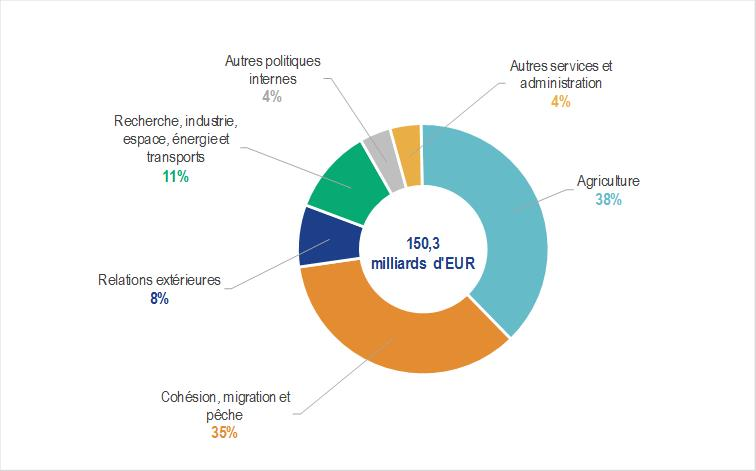 Autres politiques
internes
4%
Autres services et
administration
4%
Recherche, industrie,
espace, énergie et
transports
11%
Agriculture
38%
150,3
milliards d'EUR
Relations extérieures
8%
Cohésion, migration et
pêche
35%